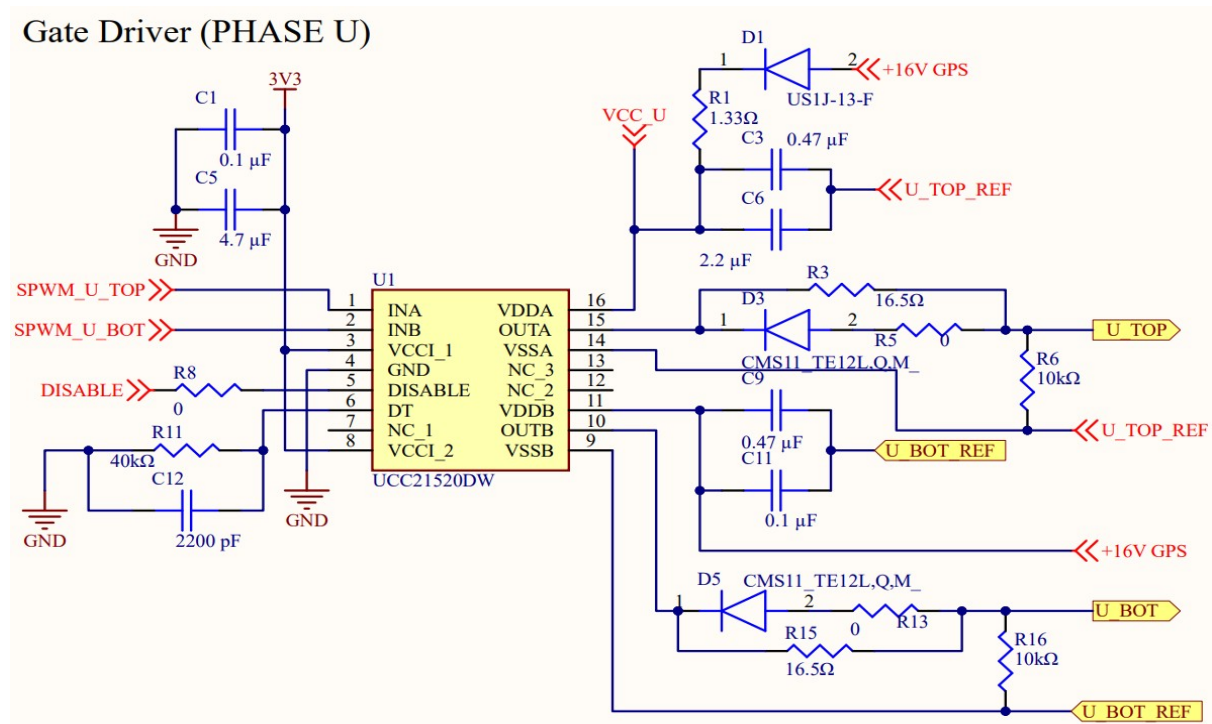 Gate Driver (PHASE U)
D1
1
2
+16V GPS
US1J-13-F
3V3
C1
0.1 µF
C5
4.7 µF
GND
VCC_U
R1
1.33Ω
C3
0.47 µF
U_TOP_REF
C6
2.2 µF
SPWM_U_TOP
SPWM_U_BOT
DISABLE
R8
0
R11
40kΩ
C12
2200 pF
GND
GND
U1
1 INA
2 INB
3 VCCI_1
4 GND
5 DISABLE
6 DT
7 NC_1
8 VCCI_2
VDDA 16
OUTA 15
VSSA 14
NC_3 13
NC_2 12
VDDB 11
OUTB 10
VSSB 9
UCC21520DW
R3
16.5Ω
D3
1
2
R5
0
CMS11_TE12L,Q,M_
U_TOP
R6
10kΩ
U_TOP_REF
C9
0.47 µF
U_BOT_REF
C11
0.1 µF
+16V GPS
D5
CMS11_TE12L,Q,M_
1
2
0
R13
R15
16.5Ω
U_BOT
R16
10kΩ
U_BOT_REF